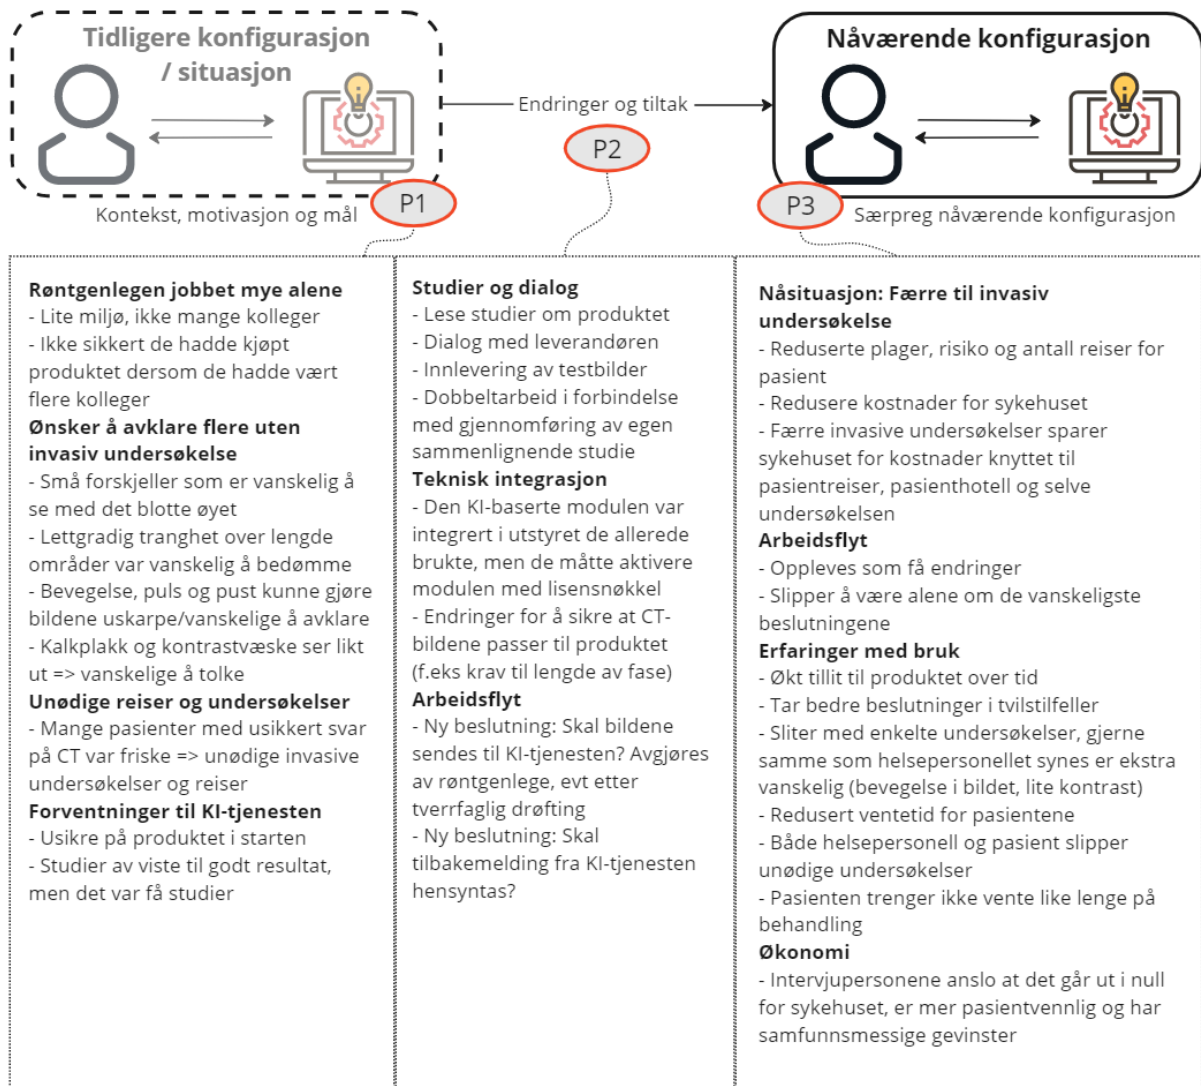 Tidligere konfigurasjon
/ situasjon
Endringer og tiltak
Nåværende konfigurasjon
P2
P1
Kontekst, motivasjon og mål
P3
Særpreg nåværende konfigurasjon
Røntgenlegen jobbet mye alene
- Lite miljø, ikke mange kolleger
- Ikke sikkert de hadde kjøpt
produktet dersom de hadde vært
flere kolleger
Ønsker å avklare flere uten
invasiv undersøkelse
- Små forskjeller som er vanskelig å
se med det blotte øyet
- Lettgradig tranghet over lengde
områder var vanskelig å bedømme
- Bevegelse, puls og pust kunne gjøre
bildene uskarpe/vanskelige å avklare
- Kalkplakk og kontrastvæske ser likt
ut => vanskelige å tolke
Unødige reiser og undersøkelser
- Mange pasienter med usikkert svar
på CT var friske => unødige invasive
undersøkelser og reiser
Forventninger til KI-tjenesten
- Usikre på produktet i starten
- Studier av viste til godt resultat,
men det var få studier
Studier og dialog
- Lese studier om produktet
- Dialog med leverandøren
- Innlevering av testbilder
- Dobbeltarbeid i forbindelse
med gjennomføring av egen
sammenlignende studie
Teknisk integrasjon
- Den KI-baserte modulen var
integrert i utstyret de allerede
brukte, men de måtte aktivere
modulen med lisensnøkkel
- Endringer for å sikre at CT-
bildene passer til produktet
(f.eks krav til lengde av fase)
Arbeidsflyt
- Ny beslutning: Skal bildene
sendes til KI-tjenesten? Avgjøres
av røntgenlege, evt etter
tverrfaglig drøfting
- Ny beslutning: Skal
tilbakemelding fra KI-tjenesten
hensyntas?
Nåsituasjon: Færre til invasiv
undersøkelse
- Reduserte plager, risiko og antall reiser for
pasient
- Redusere kostnader for sykehuset
- Færre invasive undersøkelser sparer
sykehuset for kostnader knyttet til
pasientreiser, pasienthotell og selve
undersøkelsen
Arbeidsflyt
- Oppleves som få endringer
- Slipper å være alene om de vanskeligste
beslutningene
Erfaringer med bruk
- Økt tillit til produktet over tid
- Tar bedre beslutninger i tvilstilfeller
- Sliter med enkelte undersøkelser, gjerne
samme som helsepersonellet synes er ekstra
vanskelig (bevegelse i bildet, lite kontrast)
- Redusert ventetid for pasientene
- Både helsepersonell og pasient slipper
unødige undersøkelser
- Pasienten trenger ikke vente like lenge på
behandling
Økonomi
- Intervjupersonene anslo at det går ut i null
for sykehuset, er mer pasientvennlig og har
samfunnsmessige gevinster